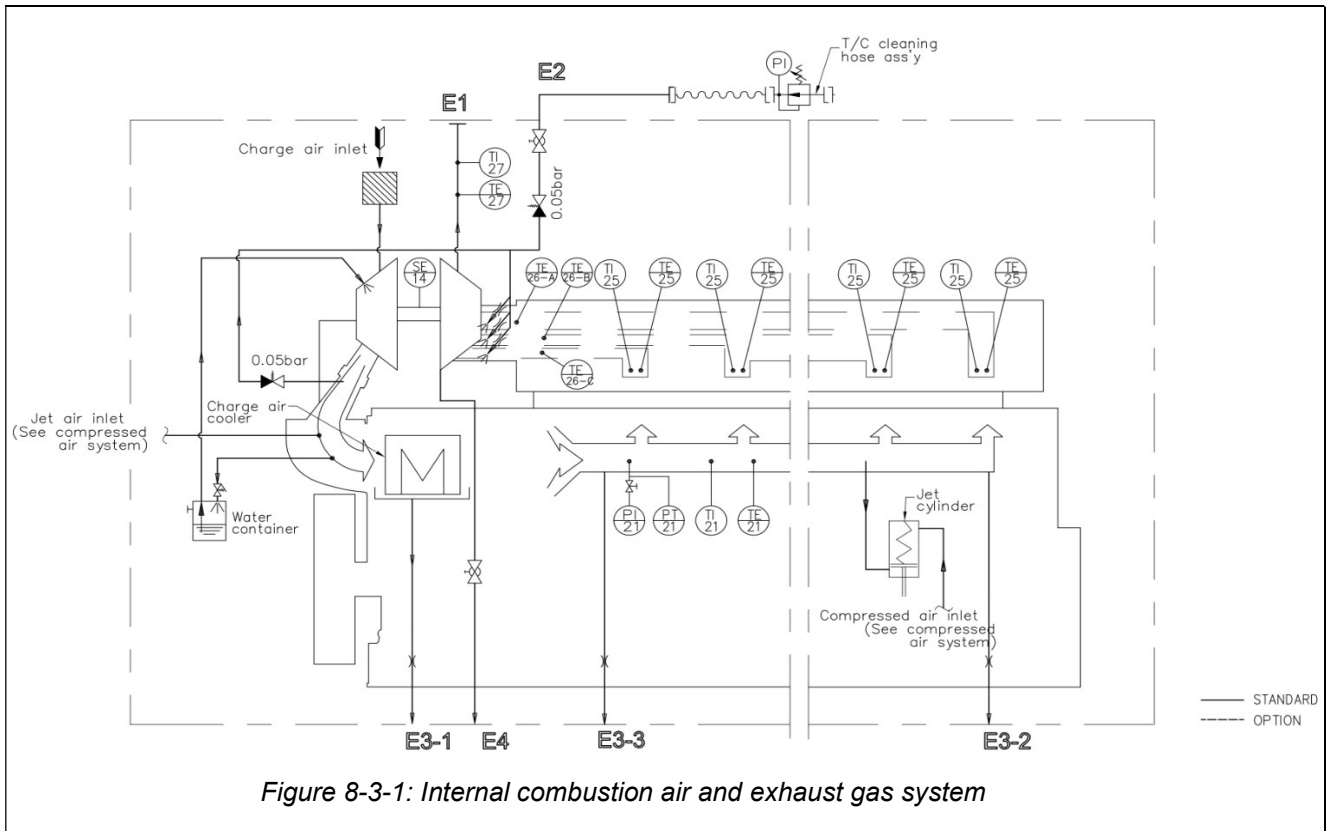 T/C cleaning
hose ass'y
PI
E2
E1
Charge air inlet
TI
27
TE
27
0.05bar
SE
14
TE
26-A
TE
26-B
TI
25
TE
25
TI
25
TE
25
TI
25
TE
25
TI
25
TE
25
0.05bar
TE
26-C
Charge air
cooler
Jet air inlet
(See compressed
air system)
Water
container
PI
21
PT
21
TI
21
TE
21
Jet
cylinder
Compressed air inlet
(See compressed
air system)
STANDARD
OPTION
E3-1
E4
E3-3
E3-2
Figure 8-3-1: Internal combustion air and exhaust gas system